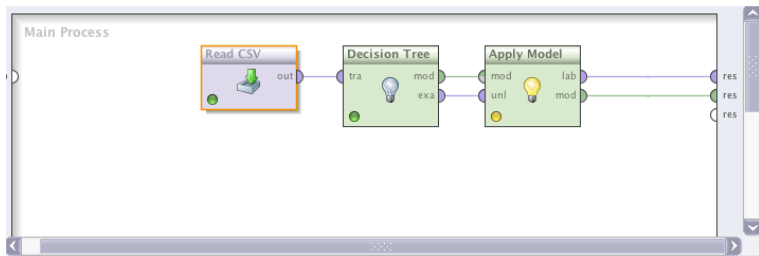 Main Process
Read CSV
out
Decision Tree
tra
mod
exa
Apply Model
mod
lab
unl
mod
res
res
res